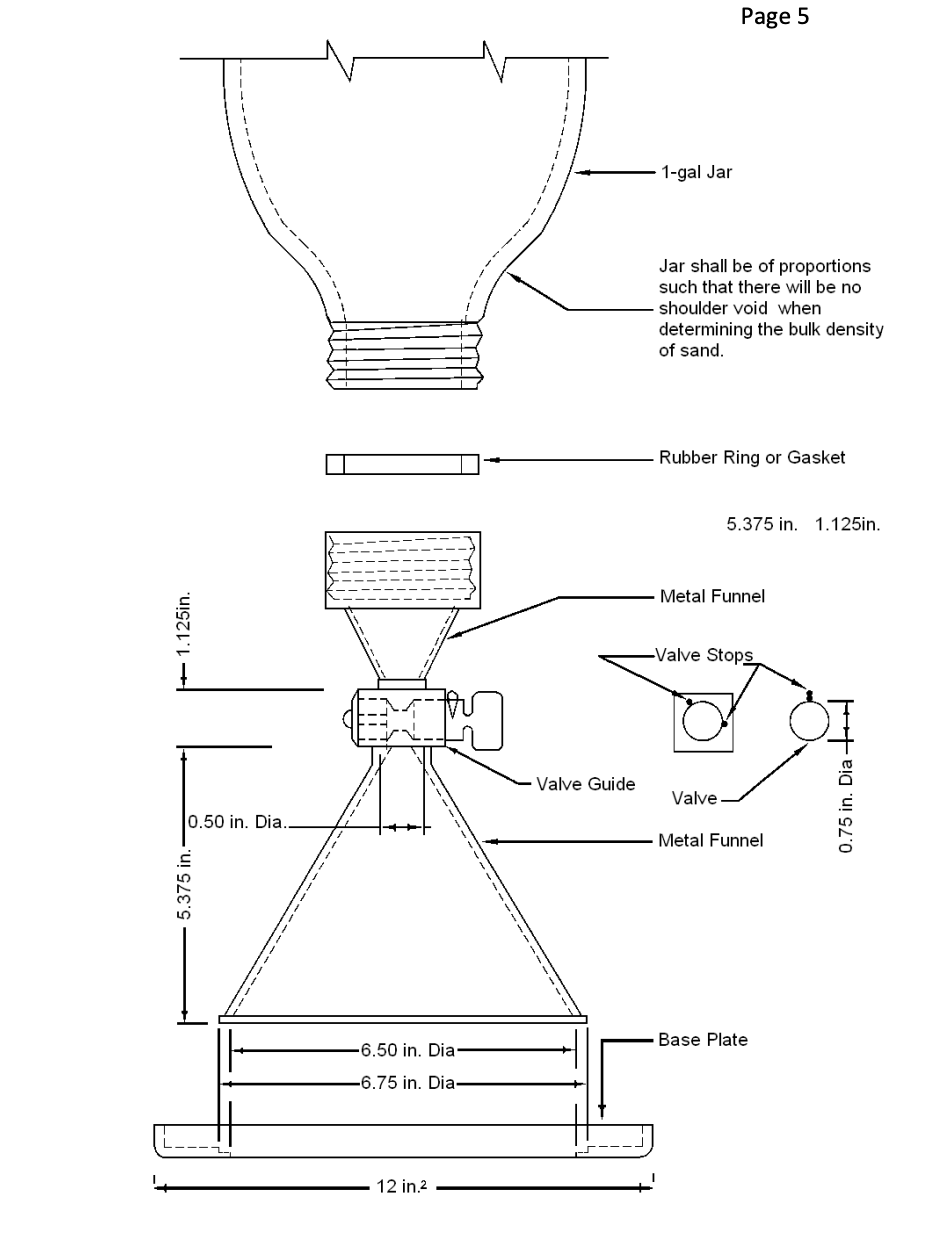 Page 5
1-gal Jar
Jar shall be of proportions
such that there will be no
shoulder void when
determining the bulk density
of sand.
Rubber Ring or Gasket
5.375 in. 1.125in.
1.125in.
Metal Funnel
Valve Stops
Valve Guide
Valve
0.75 in. Dia
0.50 in. Dia.
Metal Funnel
5.375 in.
Base Plate
6.50 in. Dia
6.75 in. Dia
12 in.²